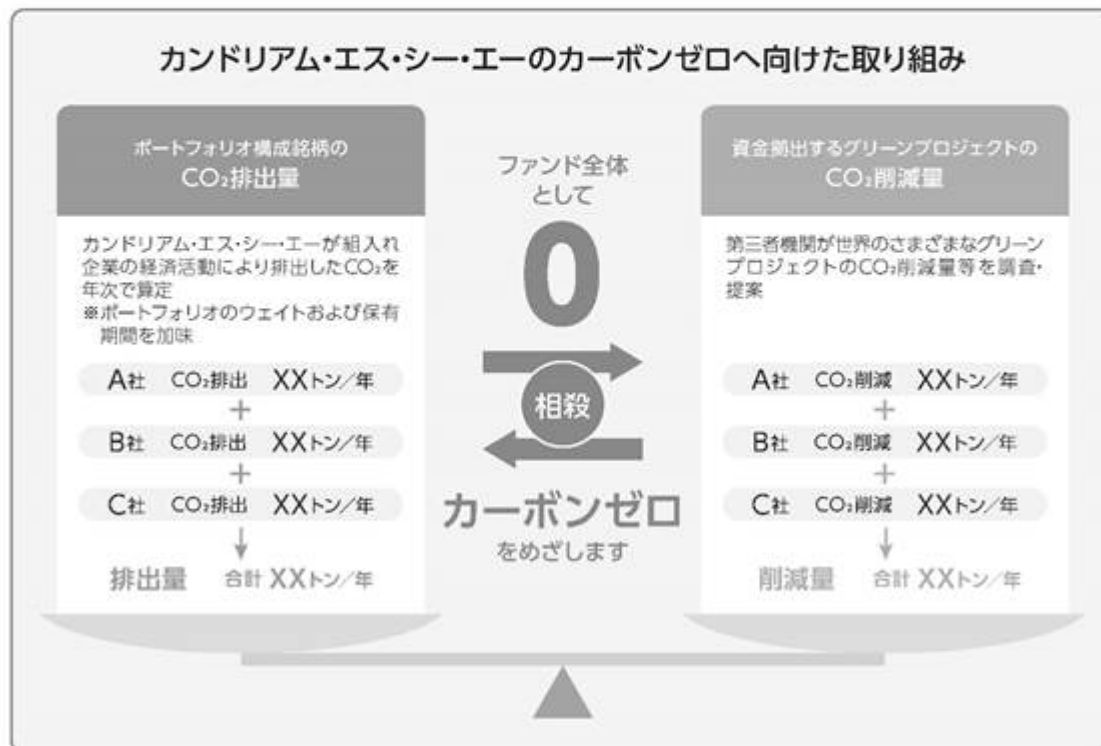 カンドリアム・エス・シー・エーのカーボンゼロへ向けた取り組み
ポートフォリオ構成銘柄の
CO₂排出量
カンドリアム・エス・シー・エーが組入れ
企業の経済活動により排出したCO₂を
年次で算定
※ポートフォリオのウェイトおよび保有
期間を加味
A社 CO₂排出 XXトン／年
+
B社 CO₂排出 XXトン／年
+
C社 CO₂排出 XXトン／年
↓
排出量 合計 XXトン／年
ファンド全体
として
0
相殺
カーボンゼロ
をめざします
資金拠出するグリーンプロジェクトの
CO₂削減量
第三者機関が世界のさまざまなグリーン
プロジェクトのCO₂削減量等を調査・
提案
A社 CO₂削減 XXトン／年
+
B社 CO₂削減 XXトン／年
+
C社 CO₂削減 XXトン／年
↓
削減量 合計 XXトン／年